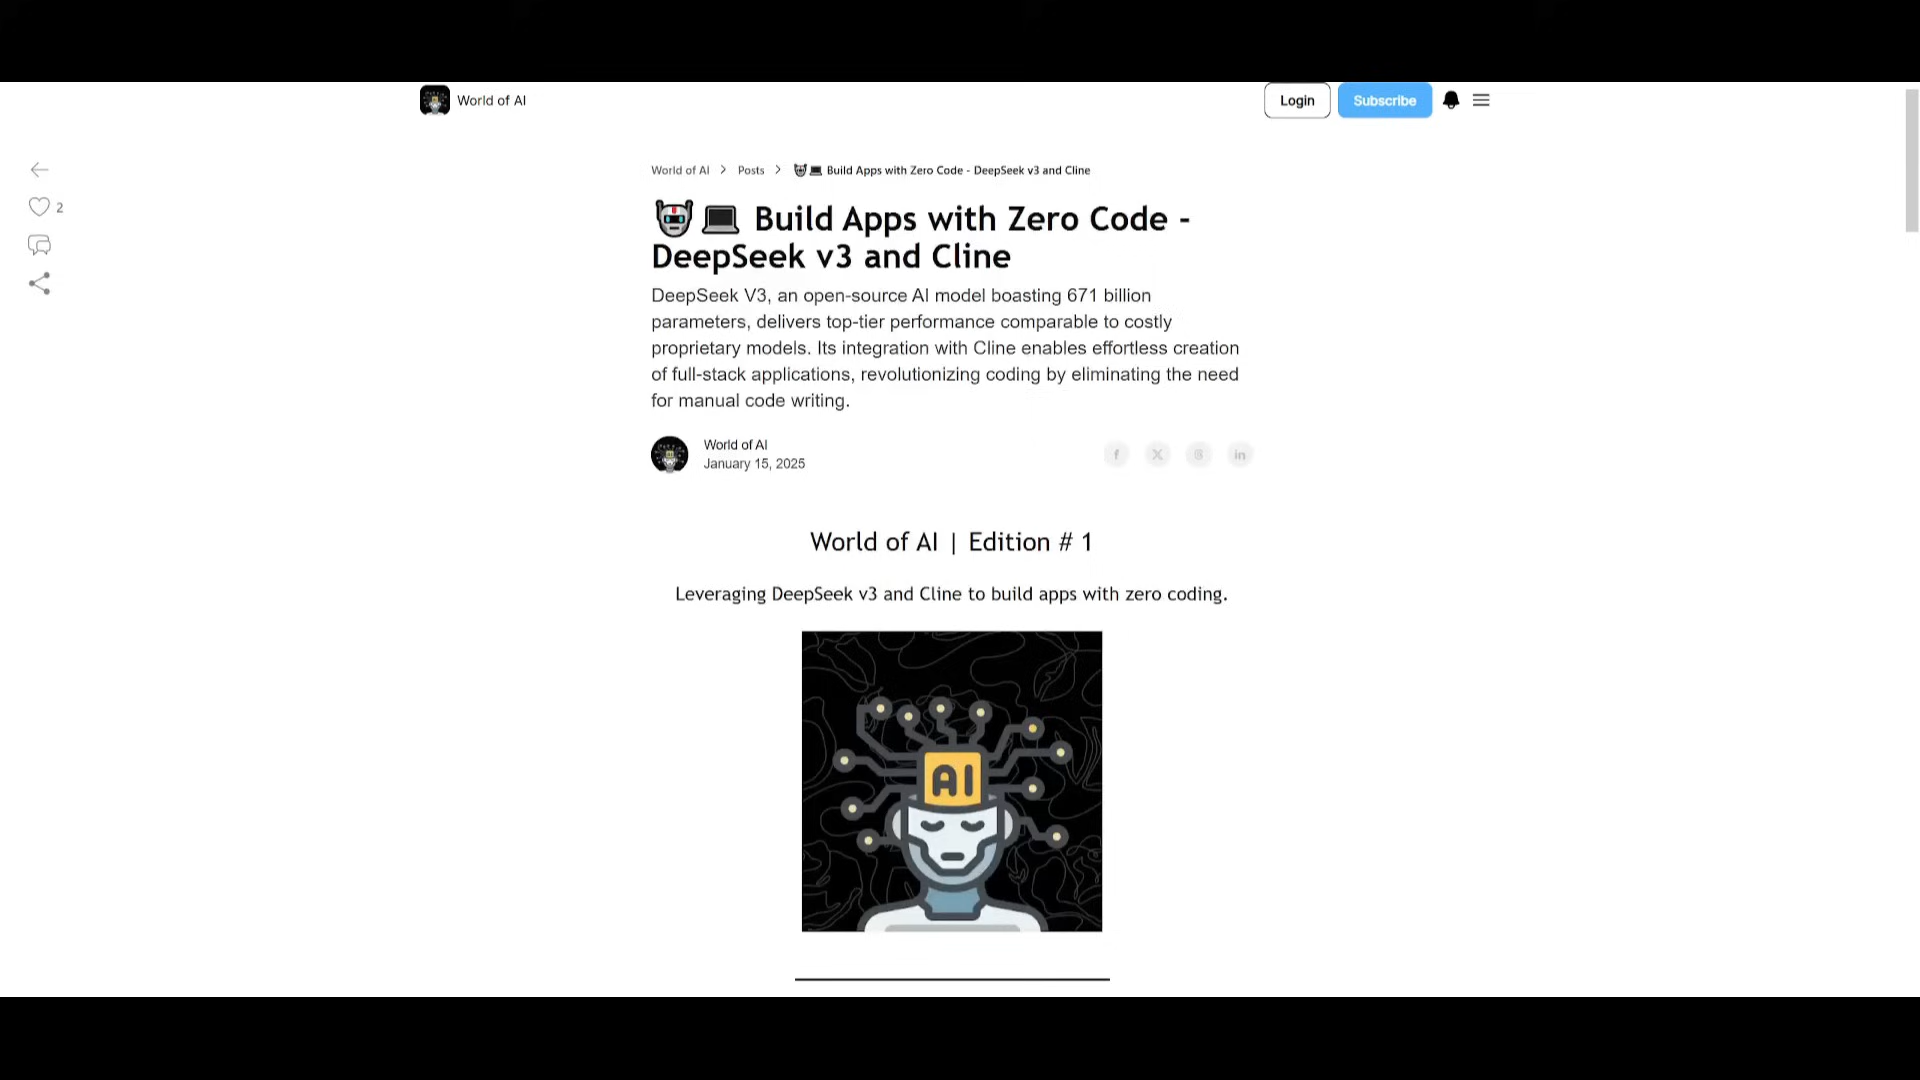 World of AI
Login
Subscribe
World of AI > Posts > Build Apps with Zero Code - DeepSeek v3 and Cline
2
Build Apps with Zero Code -
DeepSeek v3 and Cline
DeepSeek V3, an open-source AI model boasting 671 billion
parameters, delivers top-tier performance comparable to costly
proprietary models. Its integration with Cline enables effortless creation
of full-stack applications, revolutionizing coding by eliminating the need
for manual code writing.
World of AI
January 15, 2025
World of AI | Edition # 1
Leveraging DeepSeek v3 and Cline to build apps with zero coding.
AI